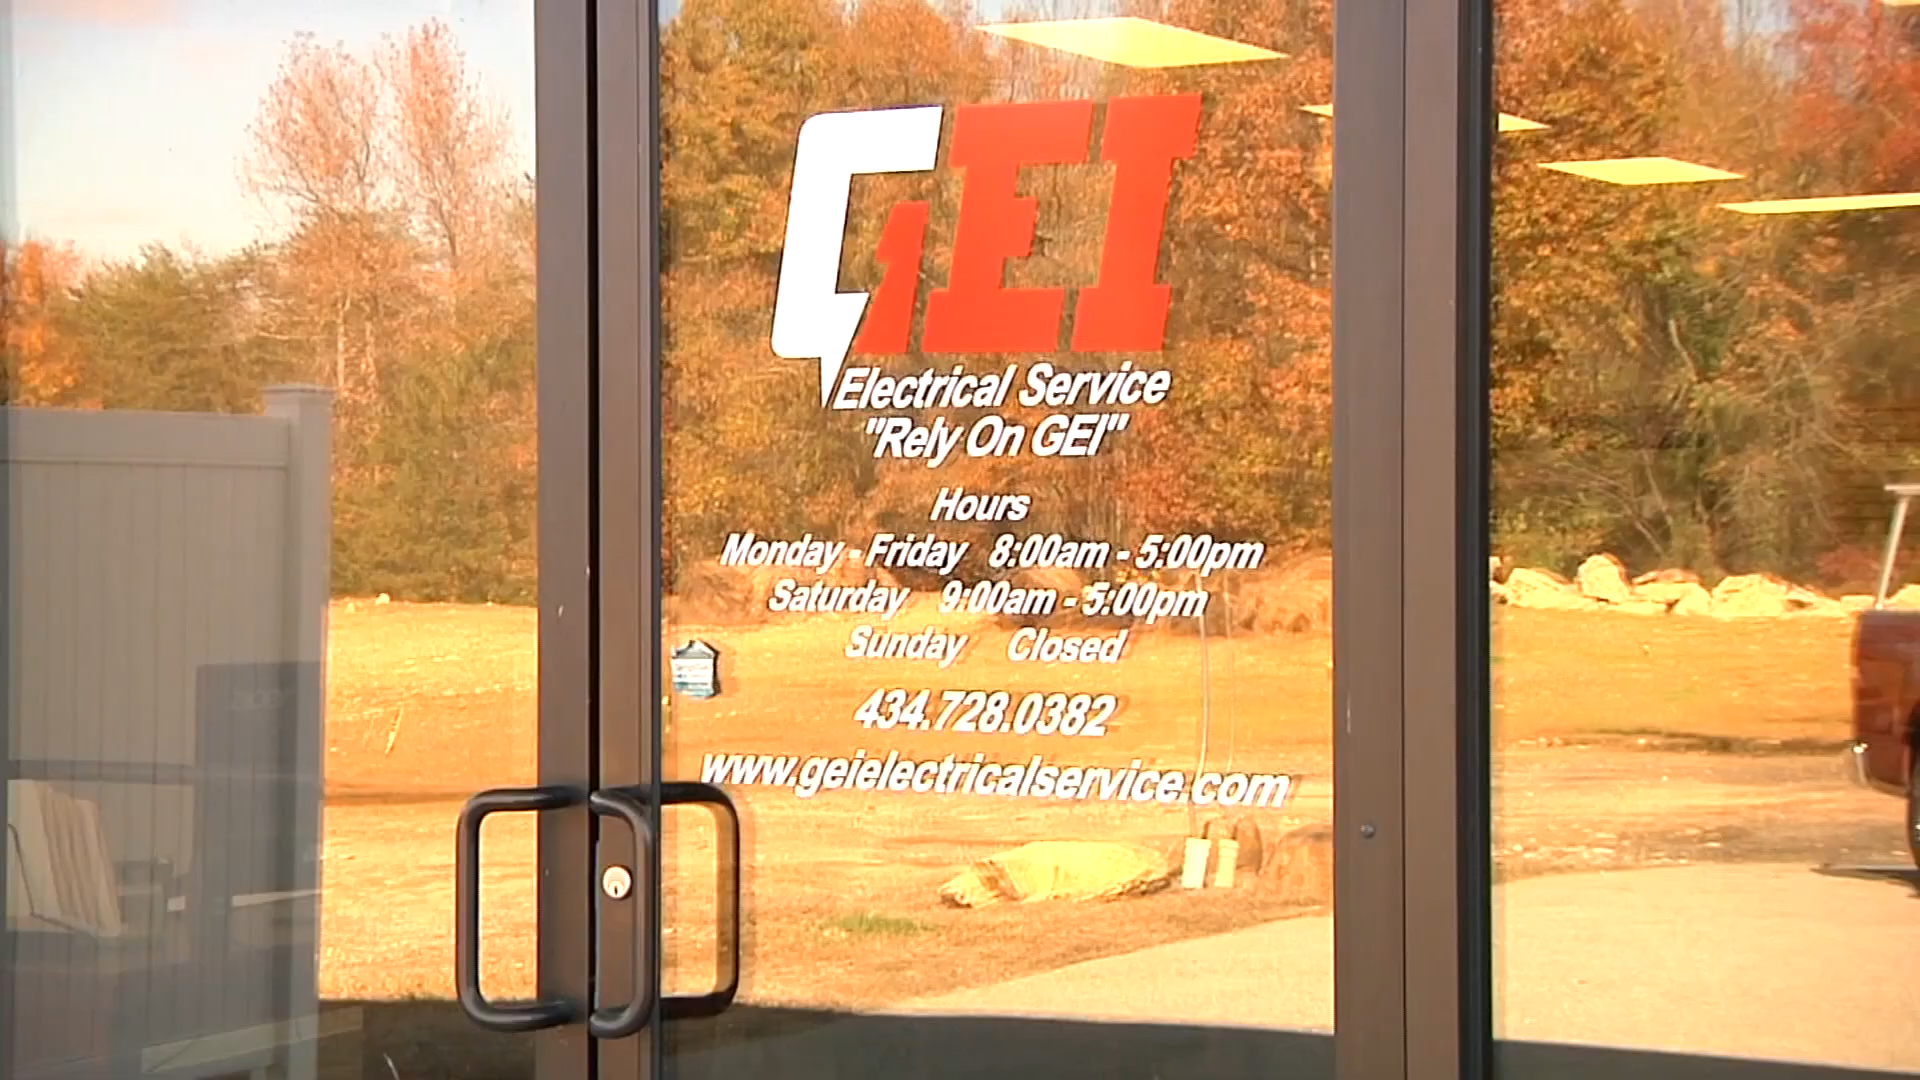 GEI
Electrical Service
"Rely On GEI"
Hours
Monday - Friday 8:00am - 5:00pm
Saturday 9:00am - 5:00pm
Sunday Closed
434.728.0382
www.geielectricalservice.com